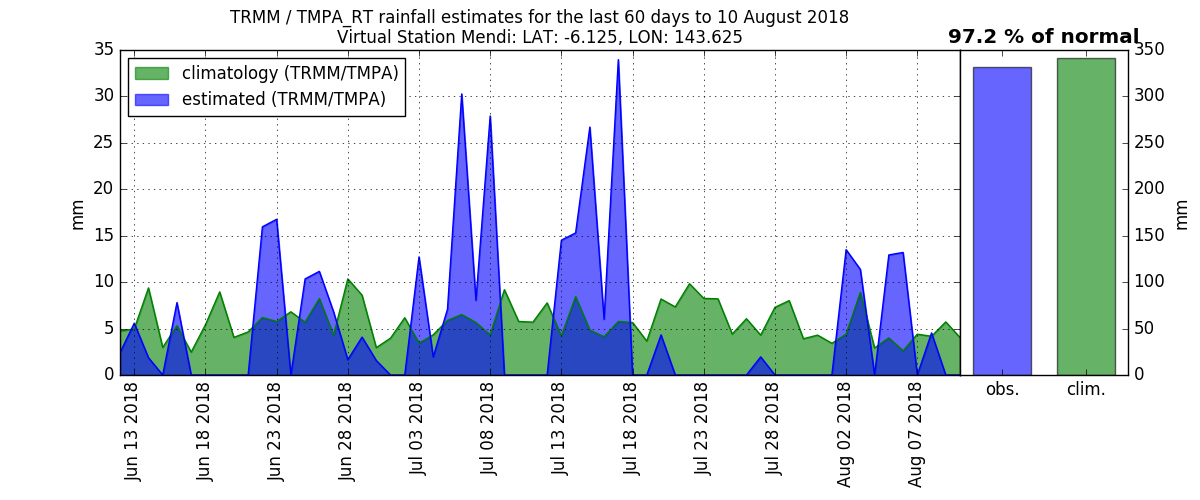 TRMM / TMPA_RT rainfall estimates for the last 60 days to 10 August 2018
Virtual Station Mendi: LAT: -6.125, LON: 143.625
97.2 % of normal
climatology (TRMM/TMPA)
estimated (TRMM/TMPA)
35
30
25
20
15
10
5
0
mm
350
300
250
200
150
100
50
0
mm
Jun 13 2018
Jun 18 2018
Jun 23 2018
Jun 28 2018
Jul 03 2018
Jul 08 2018
Jul 13 2018
Jul 18 2018
Jul 23 2018
Jul 28 2018
Aug 02 2018
Aug 07 2018
obs.
clim.